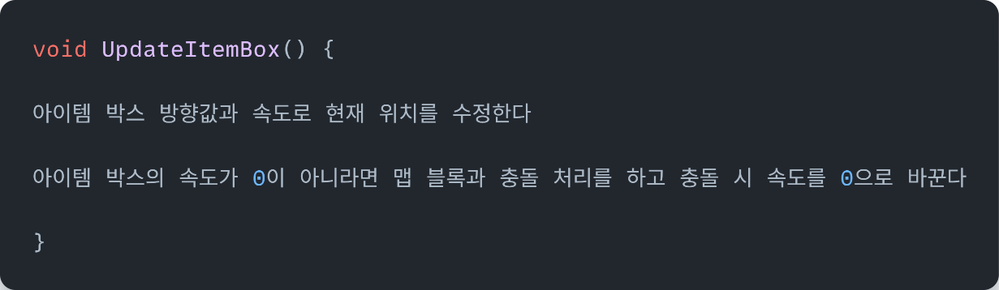 void UpdateItemBox() {
아이템 박스 방향값과 속도로 현재 위치를 수정한다
아이템 박스의 속도가 0이 아니라면 맵 블록과 충돌 처리를 하고 충돌 시 속도를 0으로 바꾼다
}